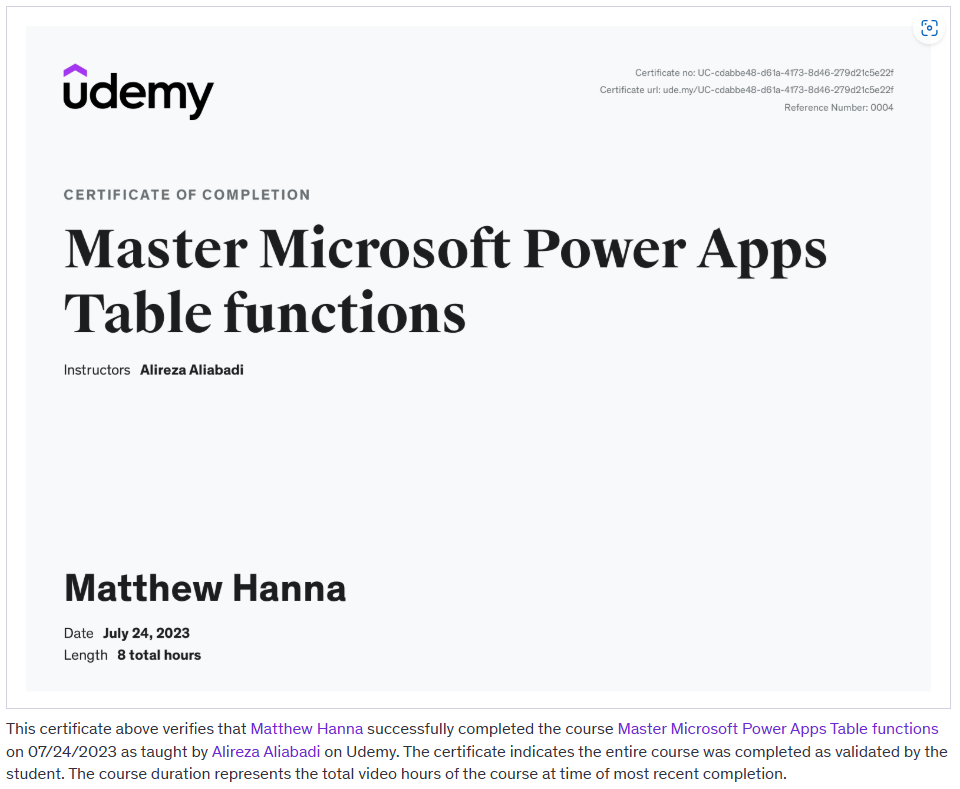 udemy
Certificate no: UC-cdabbe48-d61a-4173-8d46-279d21c5e22f
Certificate url: ude.my/UC-cdabbe48-d61a-4173-8d46-279d21c5e22f
Reference Number: 0004
CERTIFICATE OF COMPLETION
Master Microsoft Power Apps
Table functions
Instructors Alireza Aliabadi
Matthew Hanna
Date July 24, 2023
Length 8 total hours
This certificate above verifies that Matthew Hanna successfully completed the course Master Microsoft Power Apps Table functions
on 07/24/2023 as taught by Alireza Aliabadi on Udemy. The certificate indicates the entire course was completed as validated by the
student. The course duration represents the total video hours of the course at time of most recent completion.